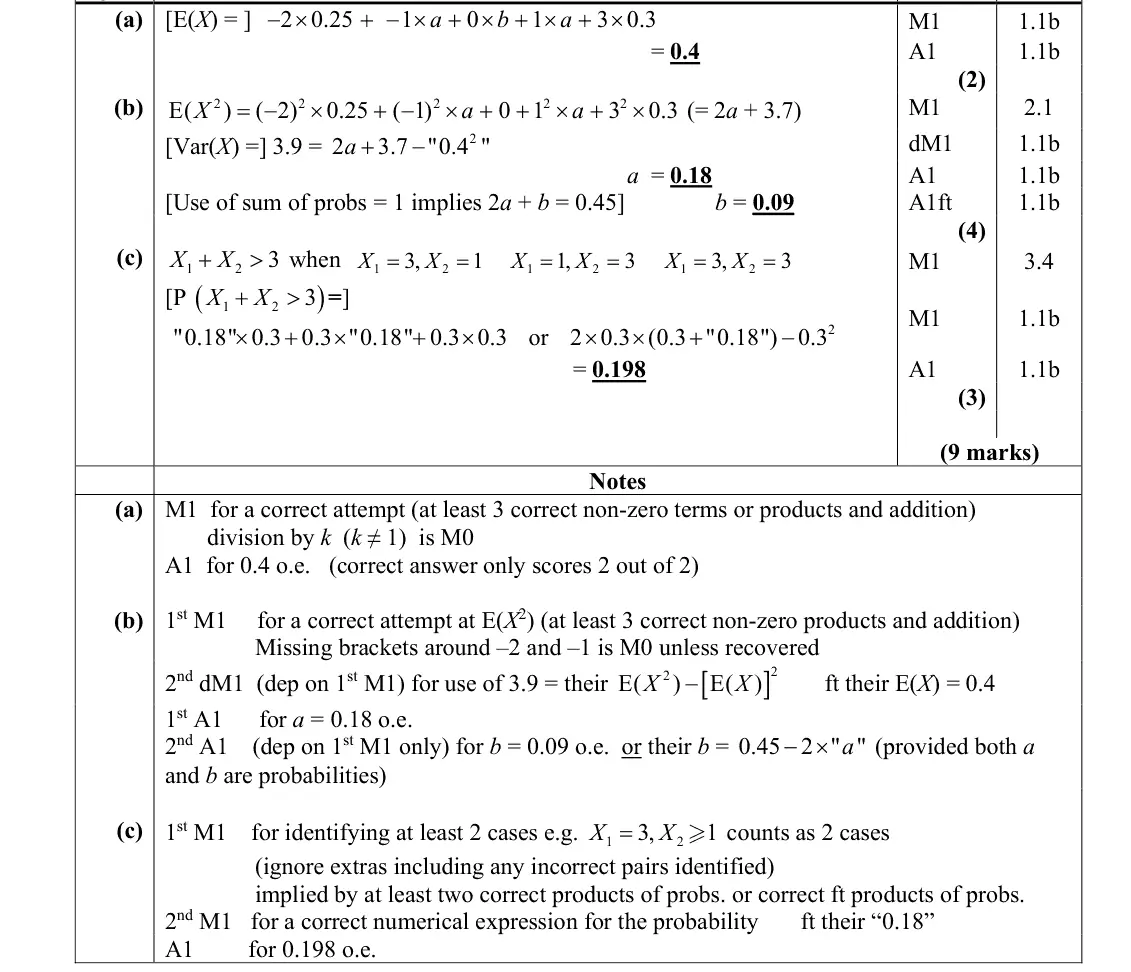 (a) [E(X) = ] –2×0.25 + –1×a + 0×b + 1×a + 3×0.3 M1 1.1b
= 0.4 A1 1.1b
(2)
(b) E(X²) = (–2)²×0.25 + (–1)²×a + 0 + 1²×a + 3²×0.3 (= 2a + 3.7) M1 2.1
[Var(X) =] 3.9 = 2a + 3.7 – "0.4²" dM1 1.1b
a = 0.18 A1 1.1b
[Use of sum of probs = 1 implies 2a + b = 0.45] b = 0.09 A1ft 1.1b
(4)
(c) X₁ + X₂ > 3 when X₁ = 3, X₂ = 1 X₁ = 1, X₂ = 3 X₁ = 3, X₂ = 3 M1 3.4
[P (X₁ + X₂ > 3)=]
"0.18"×0.3 + 0.3×"0.18"+ 0.3×0.3 or 2×0.3×(0.3+"0.18") – 0.3² M1 1.1b
= 0.198 A1 1.1b
(3)
(9 marks)
Notes
(a) M1 for a correct attempt (at least 3 correct non-zero terms or products and addition)
division by k (k ≠ 1) is M0
A1 for 0.4 o.e. (correct answer only scores 2 out of 2)
(b) 1st M1 for a correct attempt at E(X²) (at least 3 correct non-zero products and addition)
Missing brackets around –2 and –1 is M0 unless recovered
2nd dM1 (dep on 1st M1) for use of 3.9 = their E(X²) – [E(X)]² ft their E(X) = 0.4
1st A1 for a = 0.18 o.e.
2nd A1 (dep on 1st M1 only) for b = 0.09 o.e. or their b = 0.45 – 2×"a" (provided both a
and b are probabilities)
(c) 1st M1 for identifying at least 2 cases e.g. X₁ = 3, X₂ ⩾ 1 counts as 2 cases
(ignore extras including any incorrect pairs identified)
implied by at least two correct products of probs. or correct ft products of probs.
2nd M1 for a correct numerical expression for the probability ft their “0.18”
A1 for 0.198 o.e.